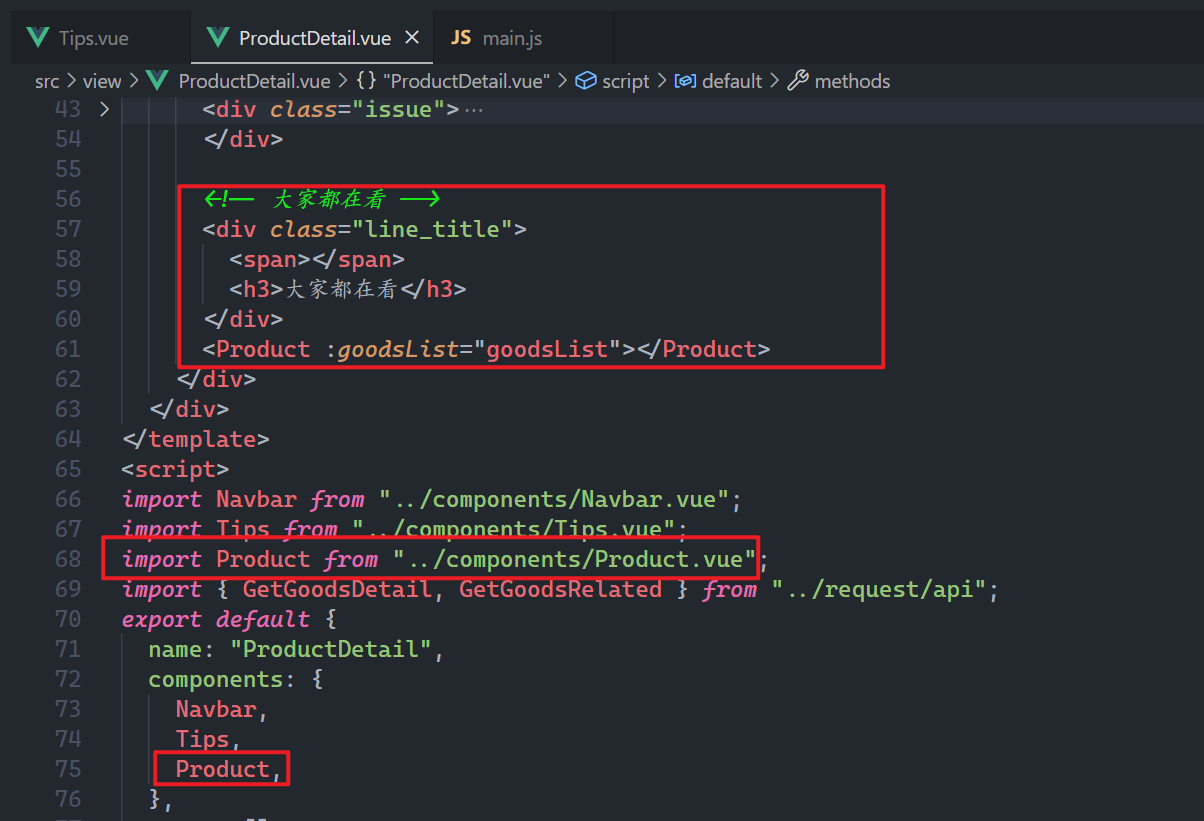 Tips.vue ProductDetail.vue × JS main.js
src > view > ProductDetail.vue > {} "ProductDetail.vue" > script > default > methods
43 > <div class="issue">…
54 </div>
55
56 <!-- 大家都在看 -->
57 <div class="line_title">
58 <span></span>
59 <h3>大家都在看</h3>
60 </div>
61 <Product :goodsList="goodsList"></Product>
62 </div>
63 </div>
64 </template>
65 <script>
66 import Navbar from "../components/Navbar.vue";
67 import Tips from "../components/Tips.vue";
68 import Product from "../components/Product.vue";
69 import { GetGoodsDetail, GetGoodsRelated } from "../request/api";
70 export default {
71 name: "ProductDetail",
72 components: {
73 Navbar,
74 Tips,
75 Product,
76 },